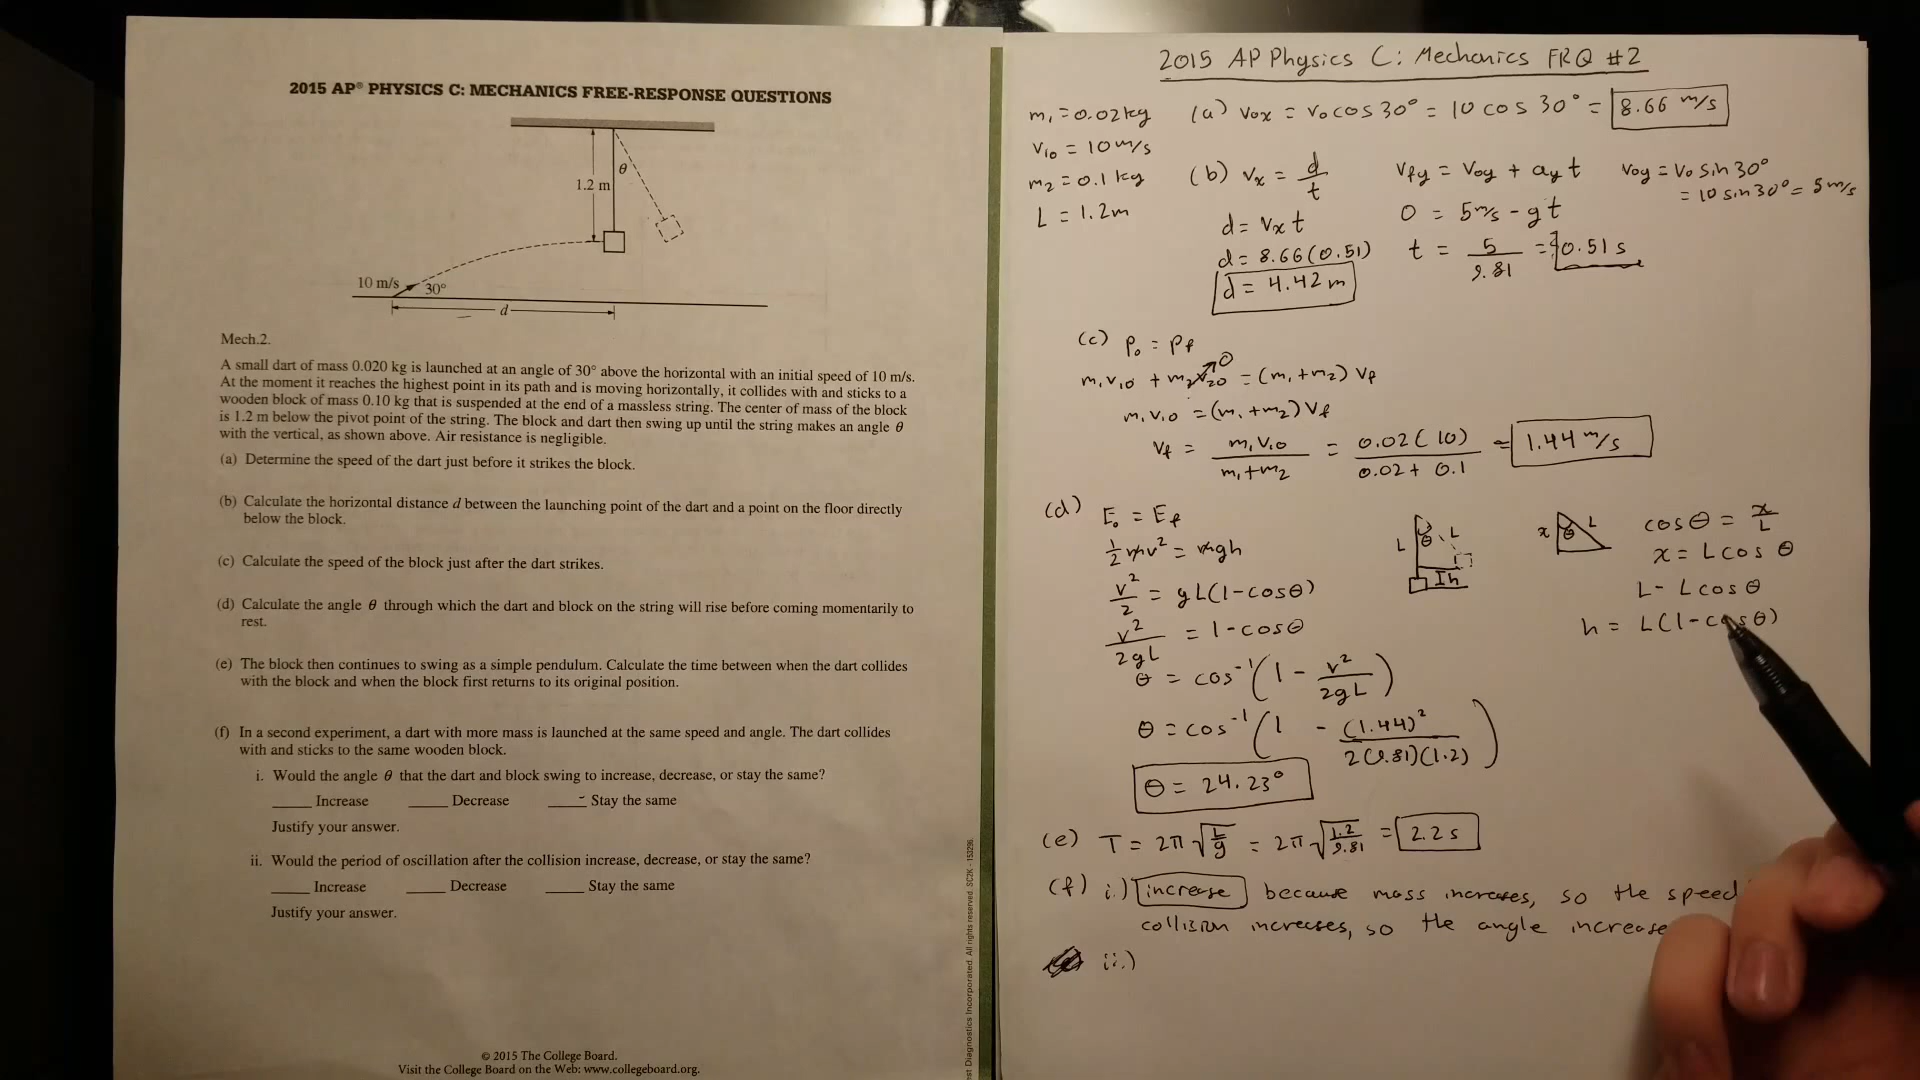 2015 AP® PHYSICS C: MECHANICS FREE-RESPONSE QUESTIONS
θ
1.2 m
10 m/s
30°
d
Mech.2.
A small dart of mass 0.020 kg is launched at an angle of 30° above the horizontal with an initial speed of 10 m/s.
At the moment it reaches the highest point in its path and is moving horizontally, it collides with and sticks to a
wooden block of mass 0.10 kg that is suspended at the end of a massless string. The center of mass of the block
is 1.2 m below the pivot point of the string. The block and dart then swing up until the string makes an angle θ
with the vertical, as shown above. Air resistance is negligible.
(a) Determine the speed of the dart just before it strikes the block.
(b) Calculate the horizontal distance d between the launching point of the dart and a point on the floor directly
below the block.
(c) Calculate the speed of the block just after the dart strikes.
(d) Calculate the angle θ through which the dart and block on the string will rise before coming momentarily to
rest.
(e) The block then continues to swing as a simple pendulum. Calculate the time between when the dart collides
with the block and when the block first returns to its original position.
(f) In a second experiment, a dart with more mass is launched at the same speed and angle. The dart collides
with and sticks to the same wooden block.
i. Would the angle θ that the dart and block swing to increase, decrease, or stay the same?
____ Increase ____ Decrease ____ Stay the same
Justify your answer.
ii. Would the period of oscillation after the collision increase, decrease, or stay the same?
____ Increase ____ Decrease ____ Stay the same
Justify your answer.
© 2015 The College Board.
Visit the College Board on the Web: www.collegeboard.org.
Diagnostics Incorporated. All rights reserved. SC2K - 153296
2015 AP Physics C: Mechanics FRQ #2
m₁ = 0.02 kg
v₁₀ = 10 m/s
m₂ = 0.1 kg
L = 1.2 m
(a) v₀ₓ = v₀ cos 30° = 10 cos 30° = 8.66 m/s
(b) vₓ = d/t
d = vₓ t
d = 8.66(0.51)
d = 4.42 m
v_fy = v_oy + a_y t
0 = 5 m/s - gt
t = 5/9.81 = 0.51 s
v_oy = v₀ sin 30°
= 10 sin 30° = 5 m/s
(c) p₀ = p_f
m₁v₁₀ + m₂v₂₀ = (m₁+m₂) v_f
0
m₁v₁₀ = (m₁+m₂) v_f
v_f = m₁v₁₀/(m₁+m₂) = 0.02(10)/(0.02 + 0.1) = 1.44 m/s
(d) E₀ = E_f
½mv² = mgh
v²/2 = gL(1-cosθ)
v²/2gL = 1-cosθ
θ = cos⁻¹(1 - v²/2gL)
θ = cos⁻¹(1 - (1.44)²/2(9.81)(1.2))
θ = 24.23°
L θ L
h
x θ L
cosθ = x/L
x = L cosθ
L - L cosθ
h = L(1-cosθ)
(e) T = 2π√(L/g) = 2π√(1.2/9.81) = 2.2 s
(f) i.) increase because mass increases, so the speed
collision increases, so the angle increase
ii.)